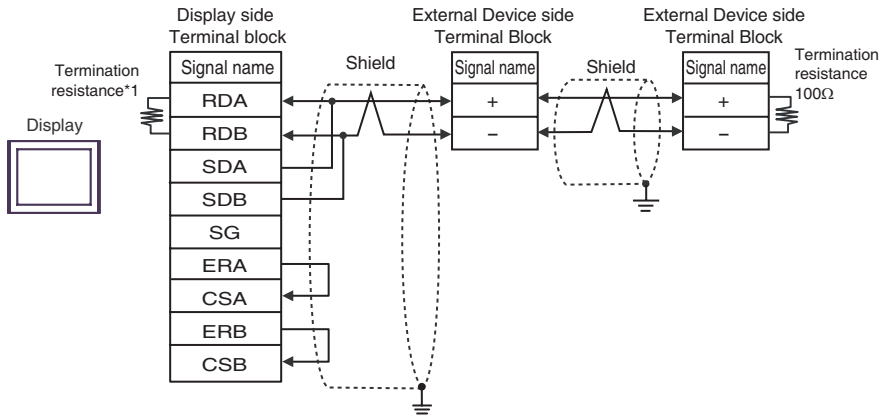 Display side
Terminal block
External Device side
Terminal Block
External Device side
Terminal Block
Termination
resistance*1
Display
Signal name
RDA
RDB
SDA
SDB
SG
ERA
CSA
ERB
CSB
Shield
Signal name
+
−
Shield
Signal name
+
−
Termination
resistance
100Ω